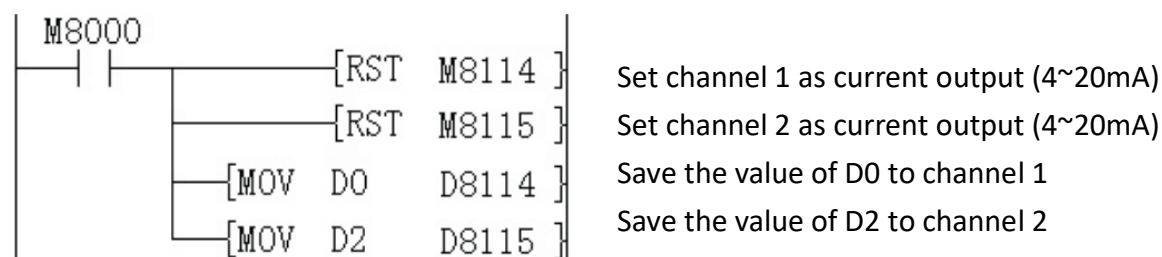 M8000
[RST M8114 ] Set channel 1 as current output (4~20mA)
[RST M8115 ] Set channel 2 as current output (4~20mA)
[MOV D0 D8114 ] Save the value of D0 to channel 1
[MOV D2 D8115 ] Save the value of D2 to channel 2